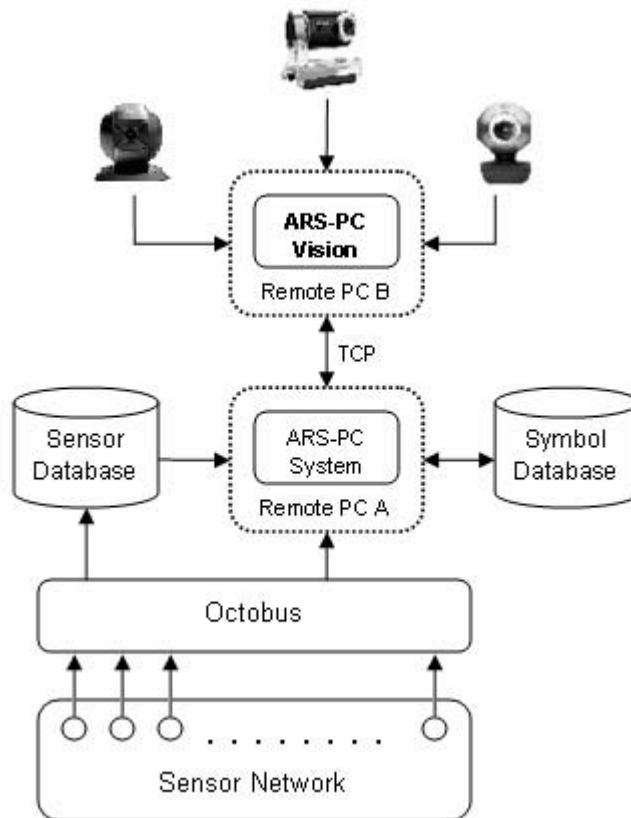 ARS-PC
Vision
Remote PC B
TCP
Sensor
Database
ARS-PC
System
Remote PC A
Symbol
Database
Octobus
. . . . . . . . .
Sensor Network